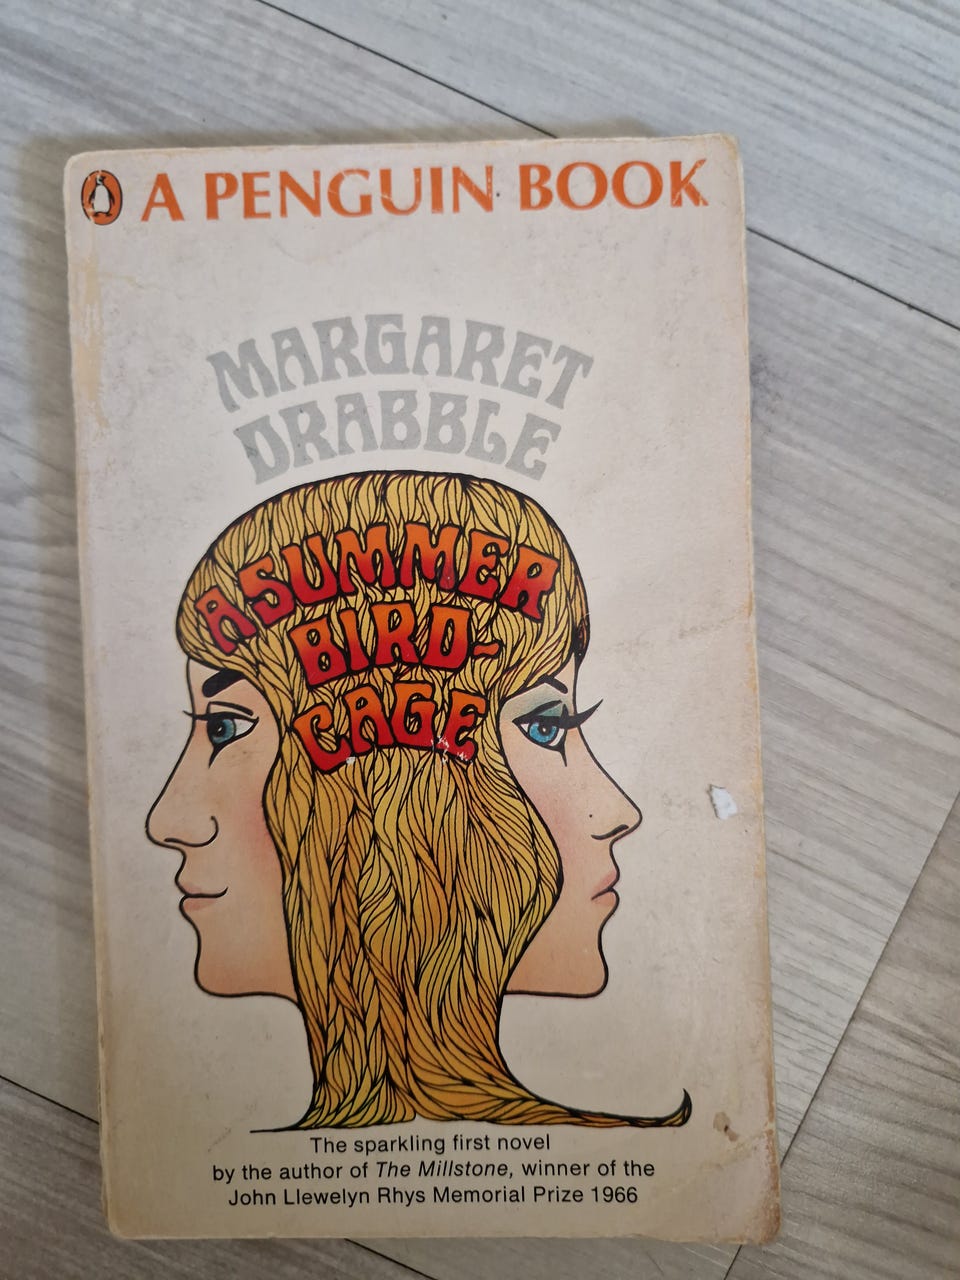 A PENGUIN BOOK
MARGARET
DRABBLE
A SUMMER
BIRD-
CAGE
The sparkling first novel
by the author of The Millstone, winner of the
John Llewelyn Rhys Memorial Prize 1966